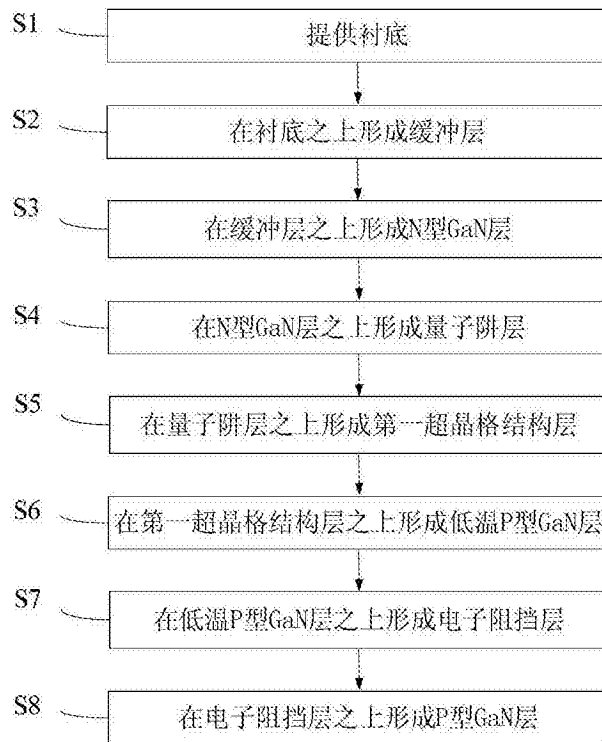 S1 提供衬底
S2 在衬底之上形成缓冲层
S3 在缓冲层之上形成N型GaN层
S4 在N型GaN层之上形成量子阱层
S5 在量子阱层之上形成第一超晶格结构层
S6 在第一超晶格结构层之上形成低温P型GaN层
S7 在低温P型GaN层之上形成电子阻挡层
S8 在电子阻挡层之上形成P型GaN层